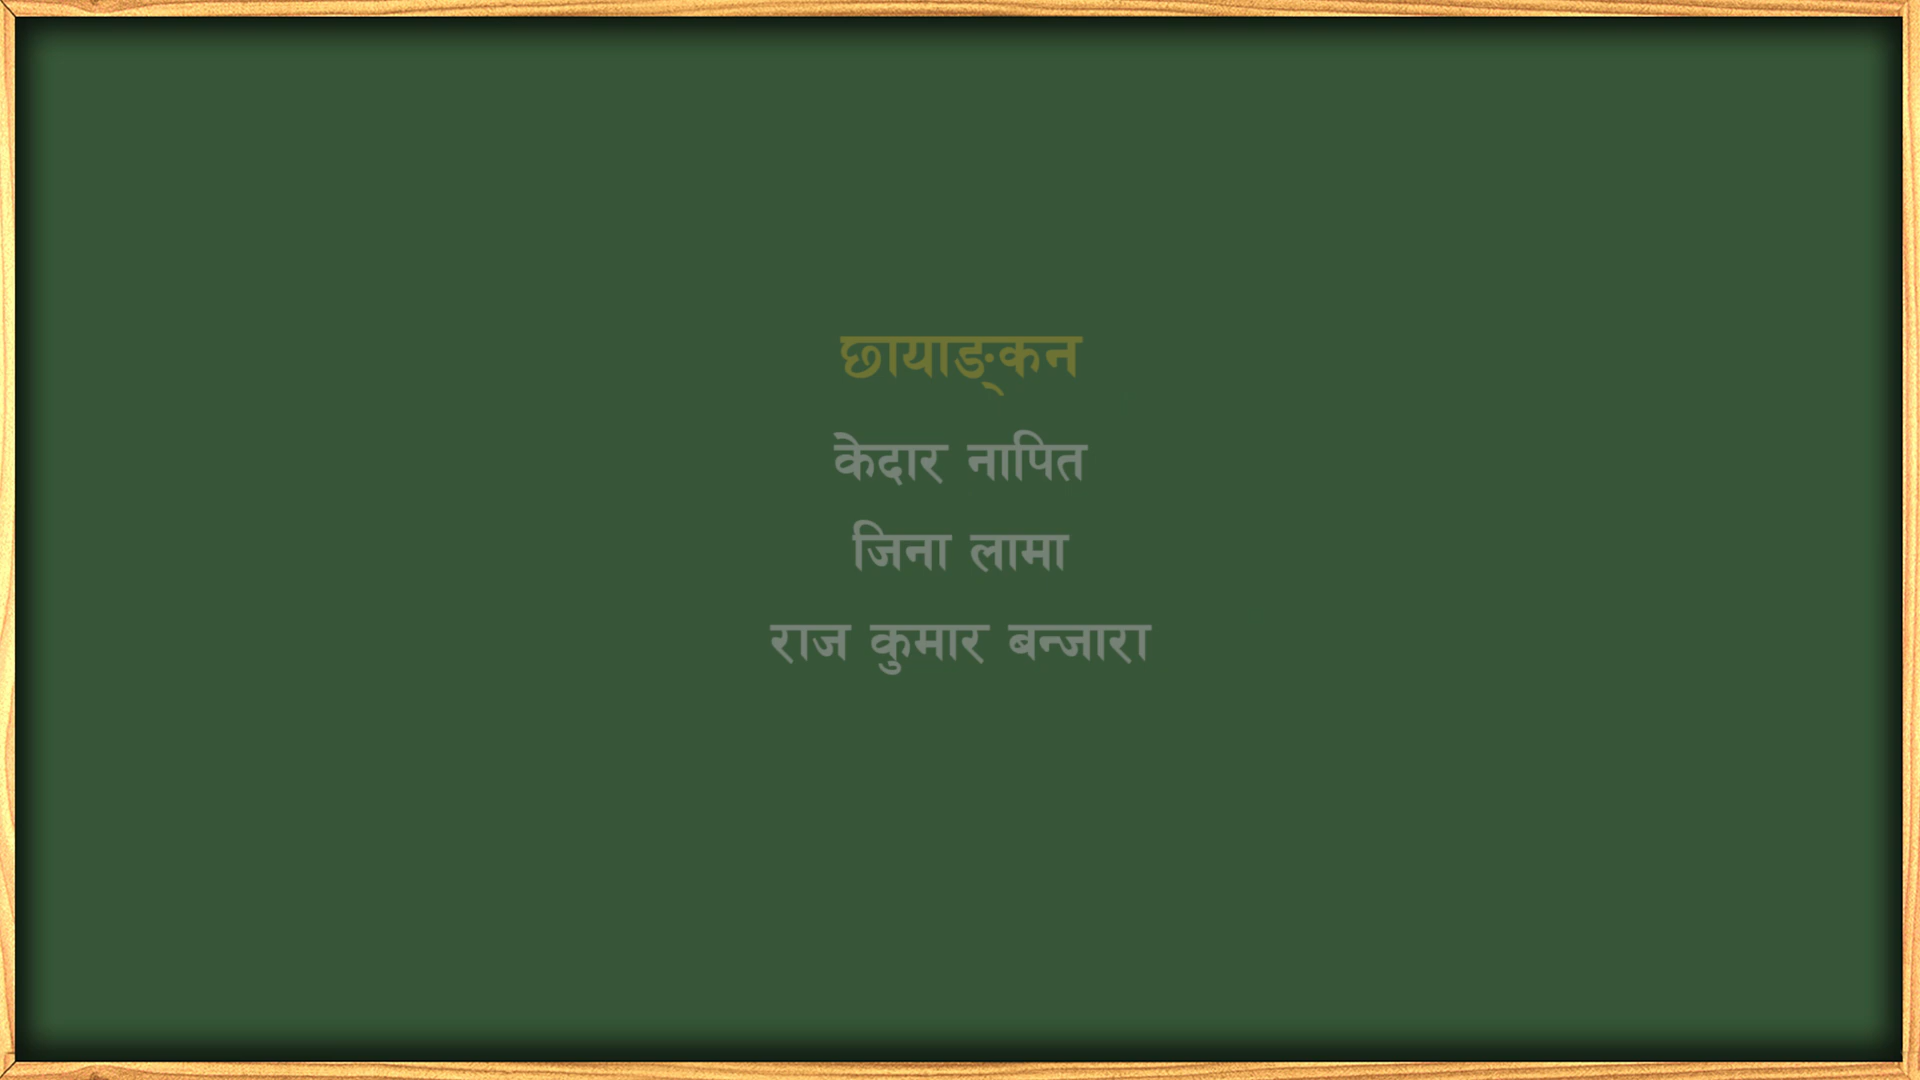 छायाङ्कन
केदार नापित
जिना लामा
राज कुमार बन्जारा